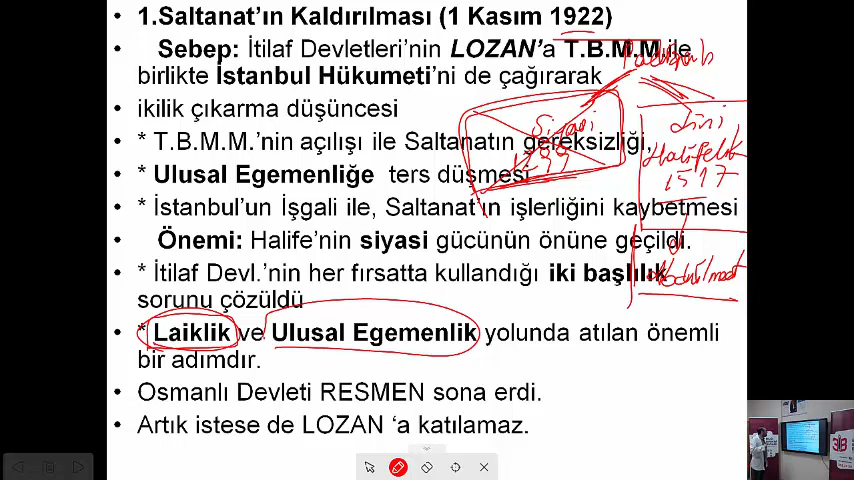 1.Saltanat’ın Kaldırılması (1 Kasım 1922)
Sebep: İtilaf Devletleri’nin LOZAN’a T.B.M.M ile
Padişah
birlikte İstanbul Hükumeti’ni de çağırarak
ikilik çıkarma düşüncesi
Siyasi
1299
dini
Halifelik
1517
* T.B.M.M.’nin açılışı ile Saltanatın gereksizliği,
* Ulusal Egemenliğe ters düşmesi
* İstanbul’un İşgali ile, Saltanat’ın işlerliğini kaybetmesi
Önemi: Halife’nin siyasi gücünün önüne geçildi.
* İtilaf Devl.’nin her fırsatta kullandığı iki başlılık
sorunu çözüldü
* Laiklik ve Ulusal Egemenlik yolunda atılan önemli
bir adımdır.
Osmanlı Devleti RESMEN sona erdi.
Artık istese de LOZAN ‘a katılamaz.